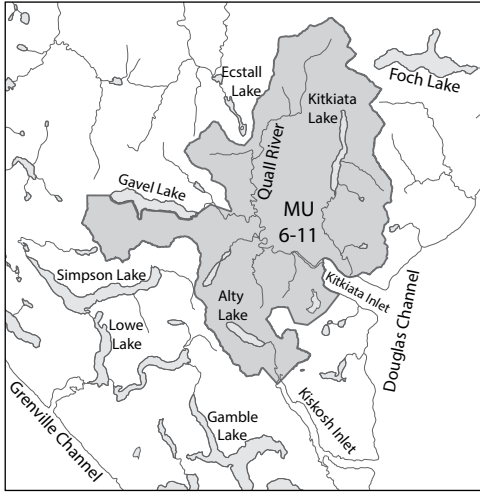 Ecstall
Lake
Foch Lake
Kitkiata
Lake
Quall River
Gavel Lake
MU
6-11
Simpson Lake
Kitkiata Inlet
Alty
Lake
Lowe
Lake
Douglas Channel
Grenville Channel
Kiskosh Inlet
Gamble
Lake